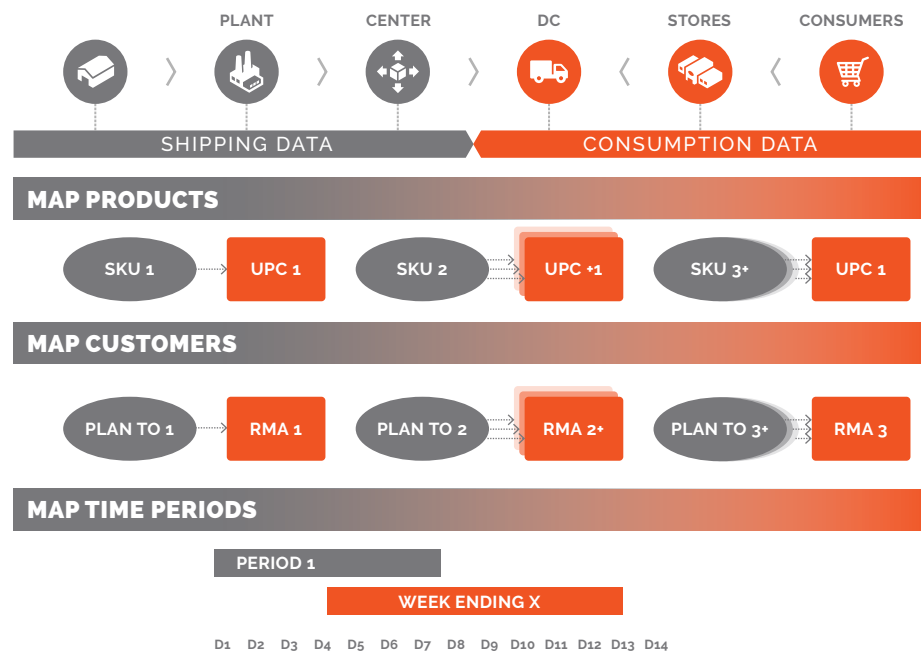 PLANT CENTER DC STORES CONSUMERS
SHIPPING DATA CONSUMPTION DATA
MAP PRODUCTS
SKU 1 UPC 1 SKU 2 UPC +1 SKU 3+ UPC 1
MAP CUSTOMERS
PLAN TO 1 RMA 1 PLAN TO 2 RMA 2+ PLAN TO 3+ RMA 3
MAP TIME PERIODS
PERIOD 1
WEEK ENDING X
D1 D2 D3 D4 D5 D6 D7 D8 D9 D10 D11 D12 D13 D14